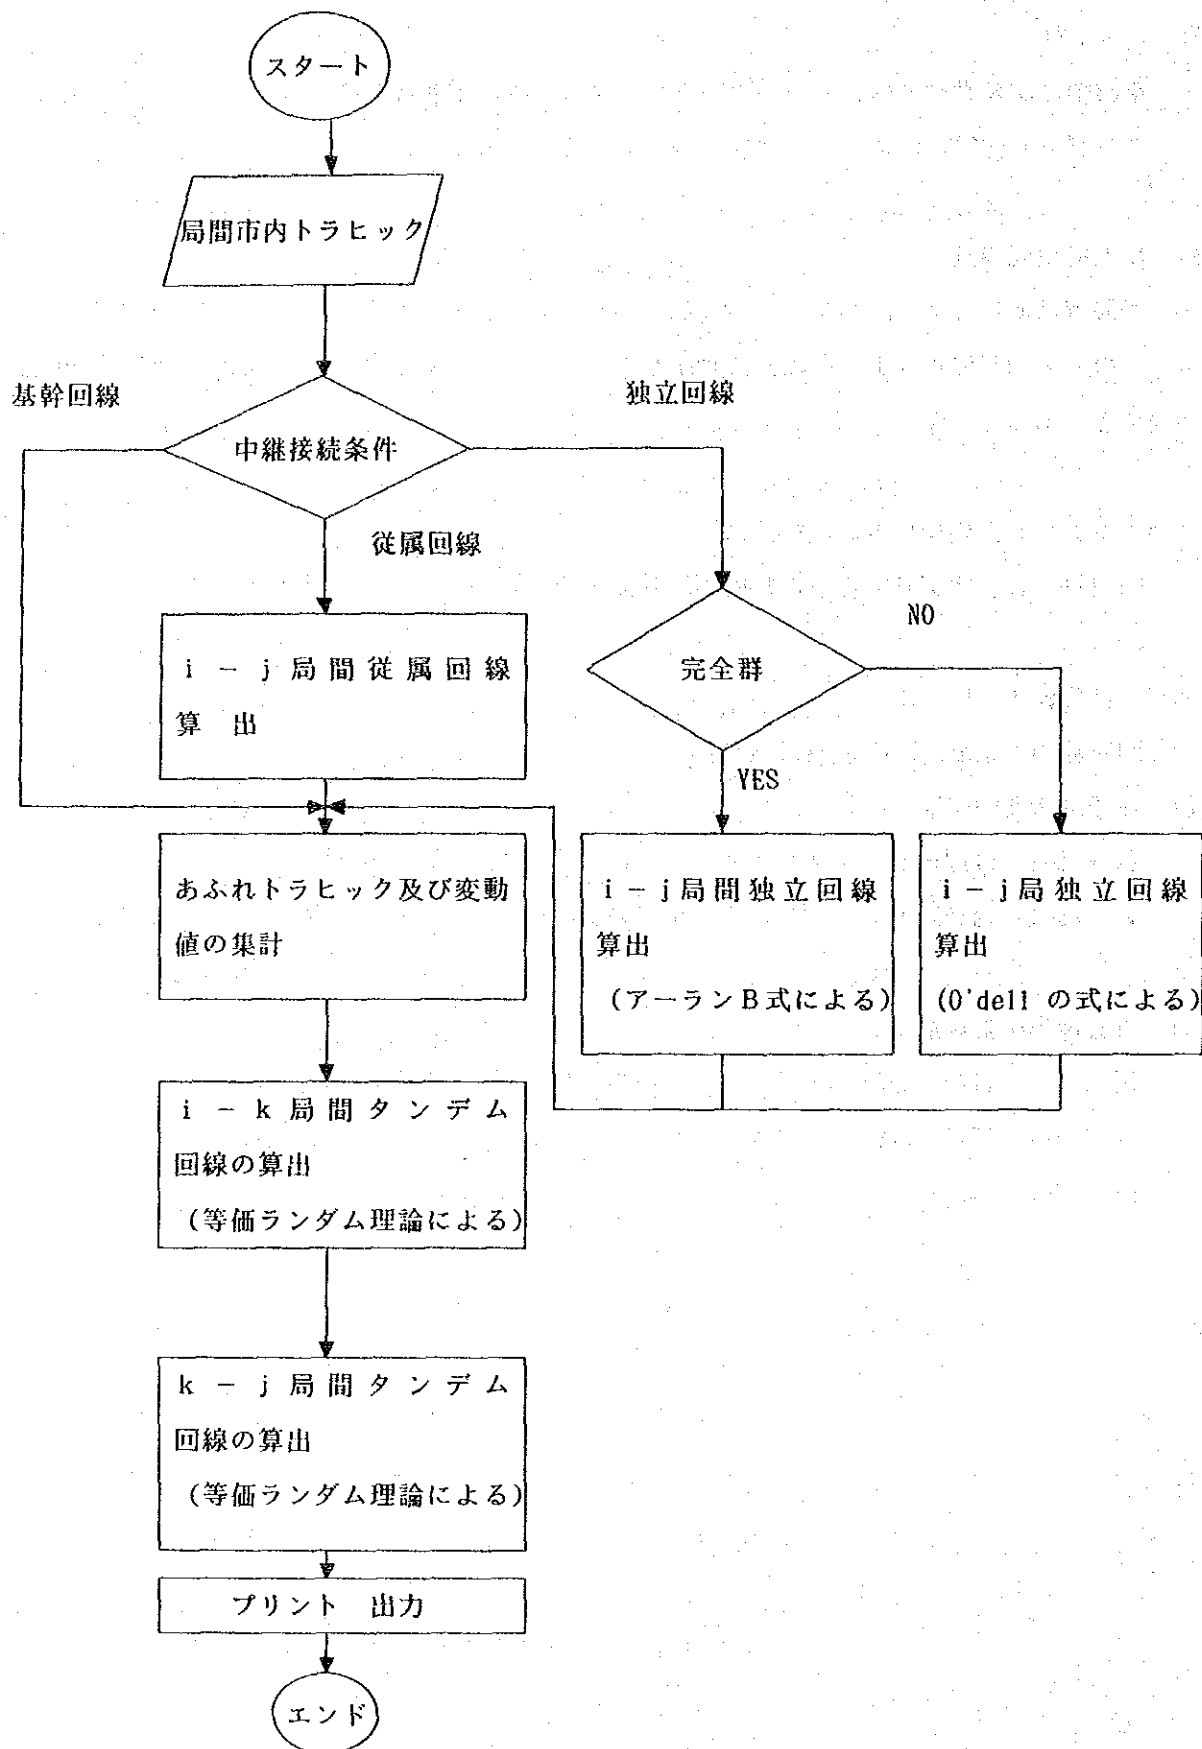 スタート
局間市内トラヒック
基幹回線
独立回線
中継接続条件
従属回線
NO
i － j 局間従属回線
算 出
完全群
YES
あふれトラヒック及び変動
値の集計
i － j 局間独立回線
算出
（アーランB式による）
i － j 局独立回線
算出
(O'dell の式による)
i － k 局間タンデム
回線の算出
（等価ランダム理論による）
k － j 局間タンデム
回線の算出
（等価ランダム理論による）
プリント 出力
エンド